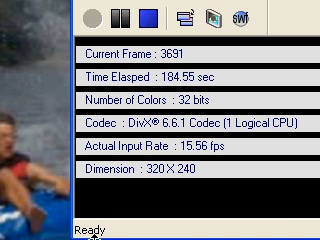 SWf
Current Frame : 3691
Time Elasped : 184.55 sec
Number of Colors : 32 bits
Codec : DivX® 6.6.1 Codec (1 Logical CPU)
Actual Input Rate : 15.56 fps
Dimension : 320 X 240
Ready